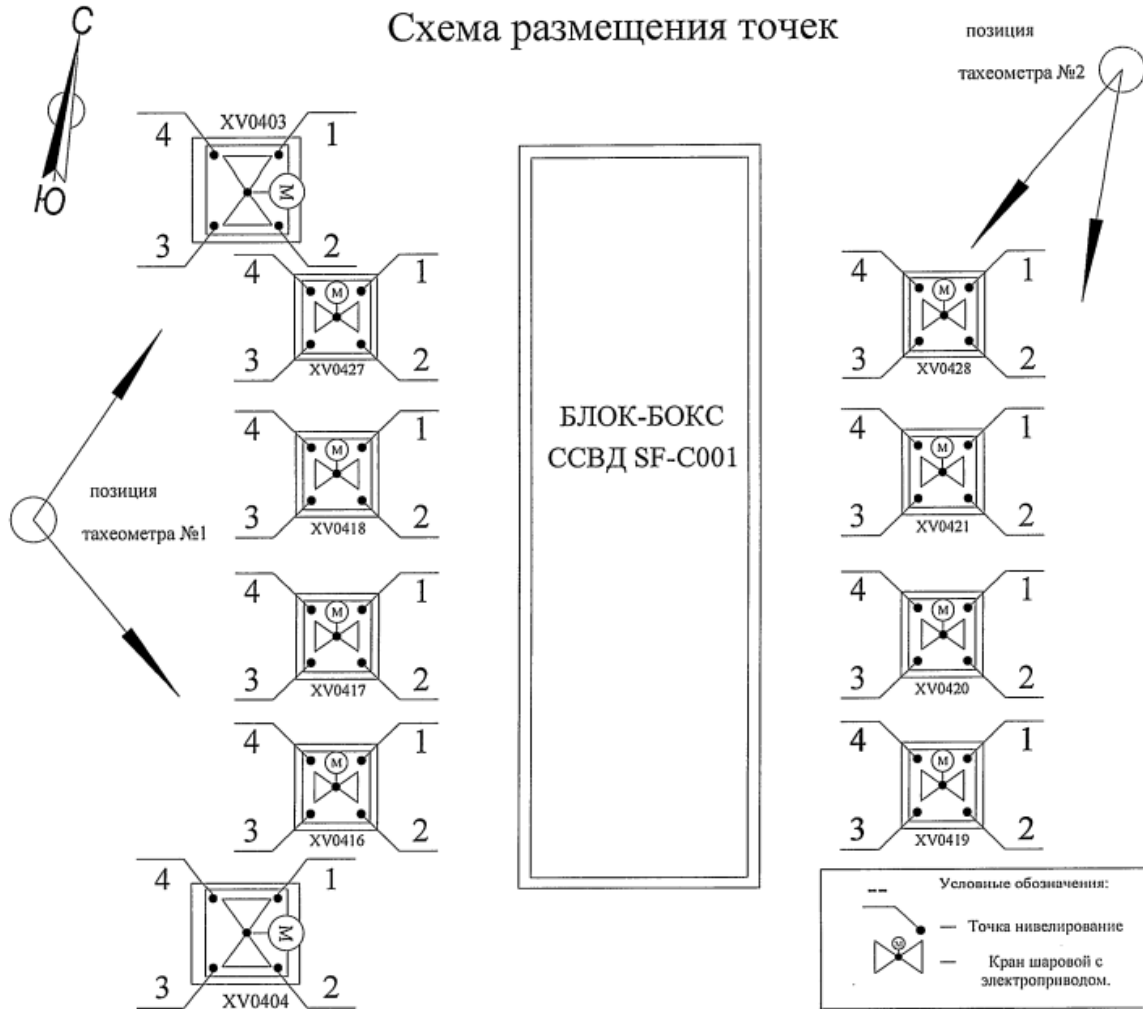 С
Схема размещения точек
позиция
тахеометра №2
Ю
4 XV0403 1
М
3 2
4 1
М
3 2
XV0427
4 1
М
3 2
XV0428
позиция
тахеометра №1
4 1
М
3 2
XV0418
БЛОК-БОКС
ССВД SF-C001
4 1
М
3 2
XV0421
4 1
М
3 2
XV0417
4 1
М
3 2
XV0420
4 1
М
3 2
XV0416
4 1
М
3 2
XV0419
4 1
М
3 2
XV0404
Условные обозначения:
Точка нивелирование
М
Кран шаровой с
электроприводом.